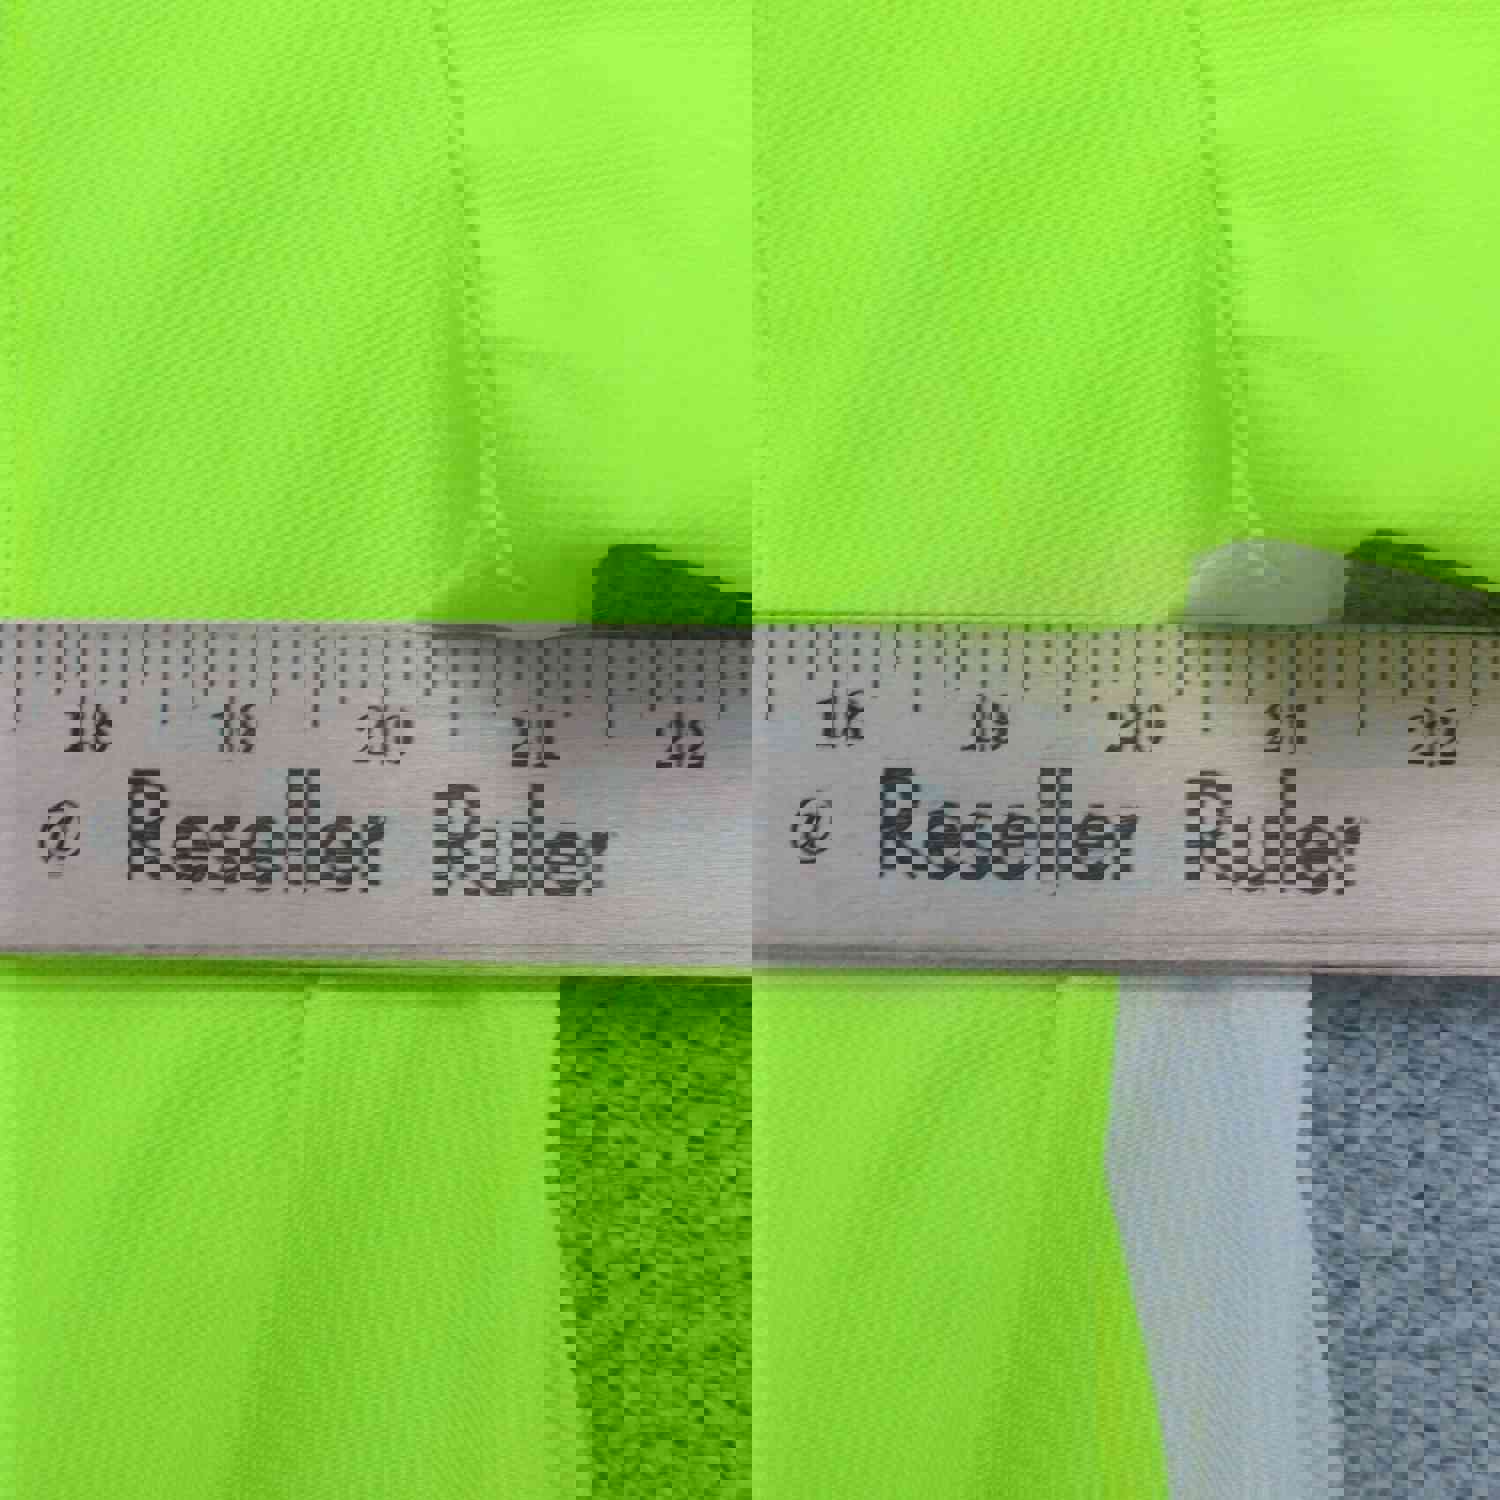 18 19 20 21 22 18 19 20 21 22
® Reseller Ruler ® Reseller Ruler